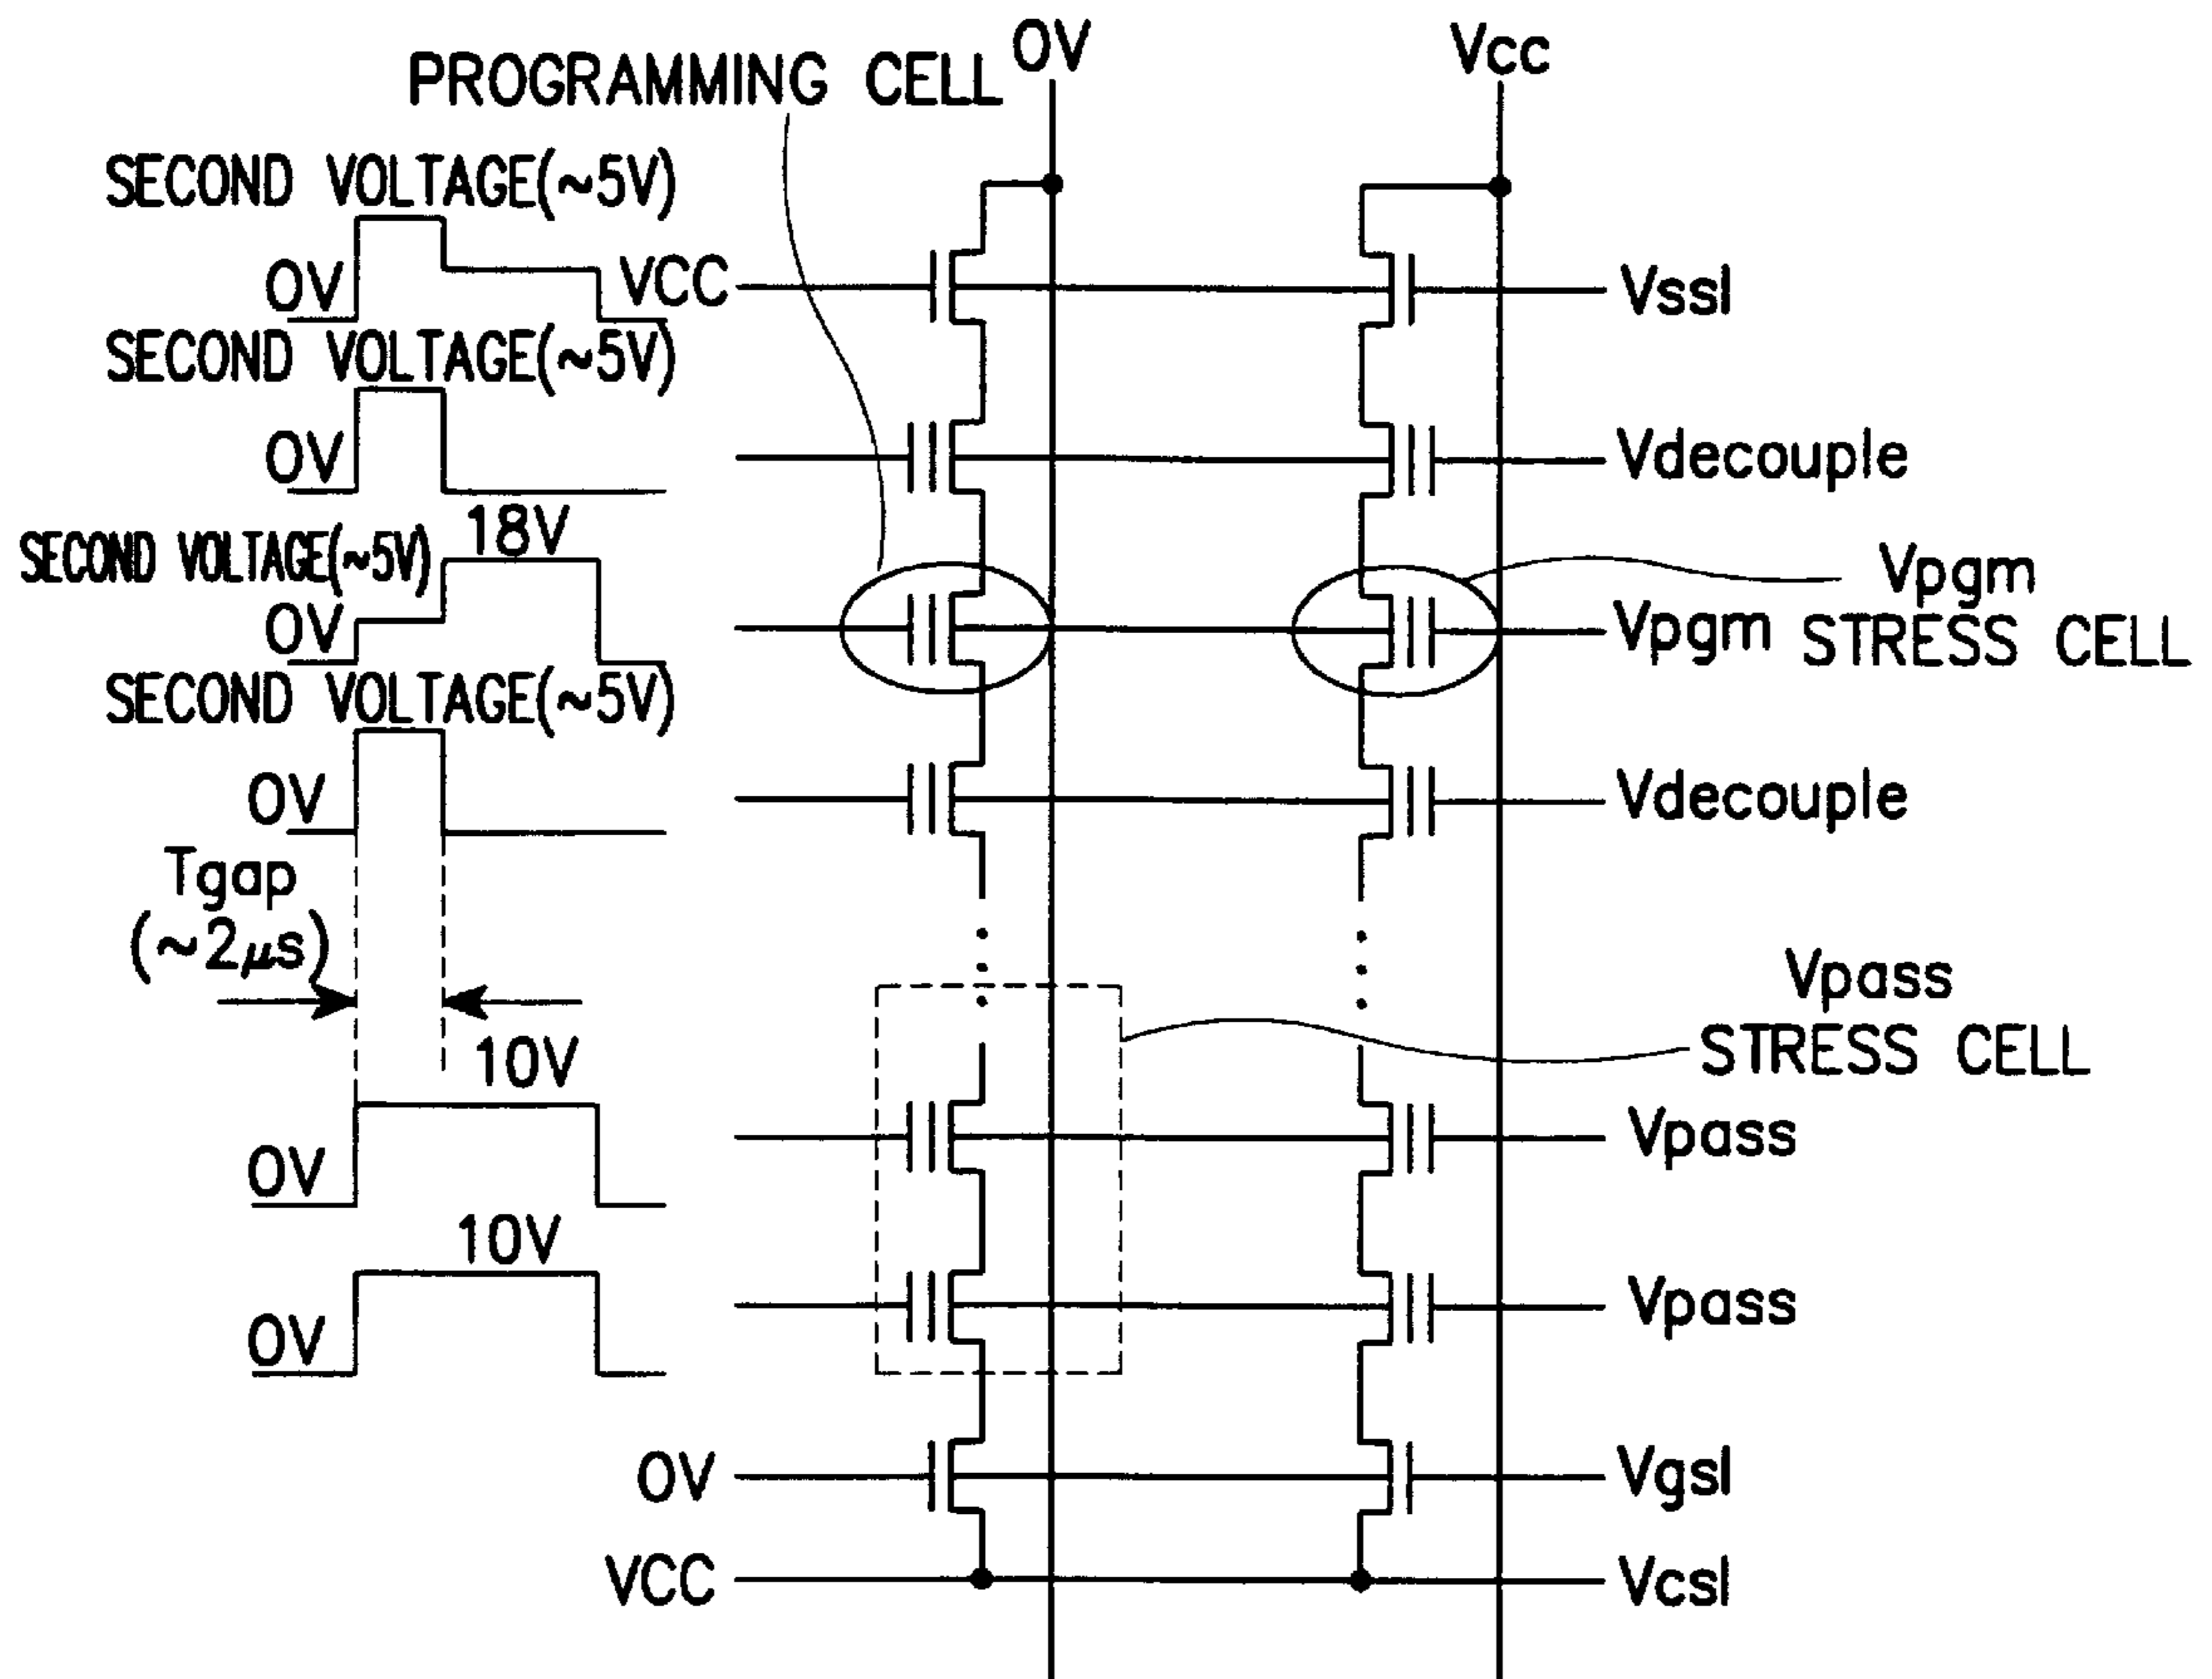 PROGRAMMING CELL
0V
Vcc
SECOND VOLTAGE(~5V)
0V
VCC
Vssl
SECOND VOLTAGE(~5V)
0V
Vdecouple
SECOND VOLTAGE(~5V)
18V
0V
Vpgm
Vpgm
STRESS CELL
SECOND VOLTAGE(~5V)
0V
Vdecouple
Tgap
(~2μs)
Vpass
STRESS CELL
10V
0V
Vpass
10V
0V
Vpass
0V
Vgsl
VCC
Vcsl